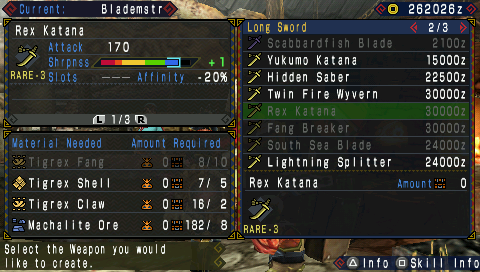 Current: Blademstr
262026z
Rex Katana
Attack 170
Shrpnss +1
RARE-3 Slots --- Affinity -20%
L 1/3 R
Material Needed Amount Required
Tigrex Fang 0 8/10
Tigrex Shell 0 7/ 5
Tigrex Claw 0 16/ 2
Machalite Ore 0 182/ 8
Select the Weapon you would
like to create.
Long Sword 2/3
Scabbardfish Blade 2100z
Yukumo Katana 15000z
Hidden Saber 22500z
Twin Fire Wyvern 30000z
Rex Katana 30000z
Fang Breaker 30000z
South Sea Blade 24000z
Lightning Splitter 24000z
Rex Katana Amount 0
RARE-3
Info Skill Info